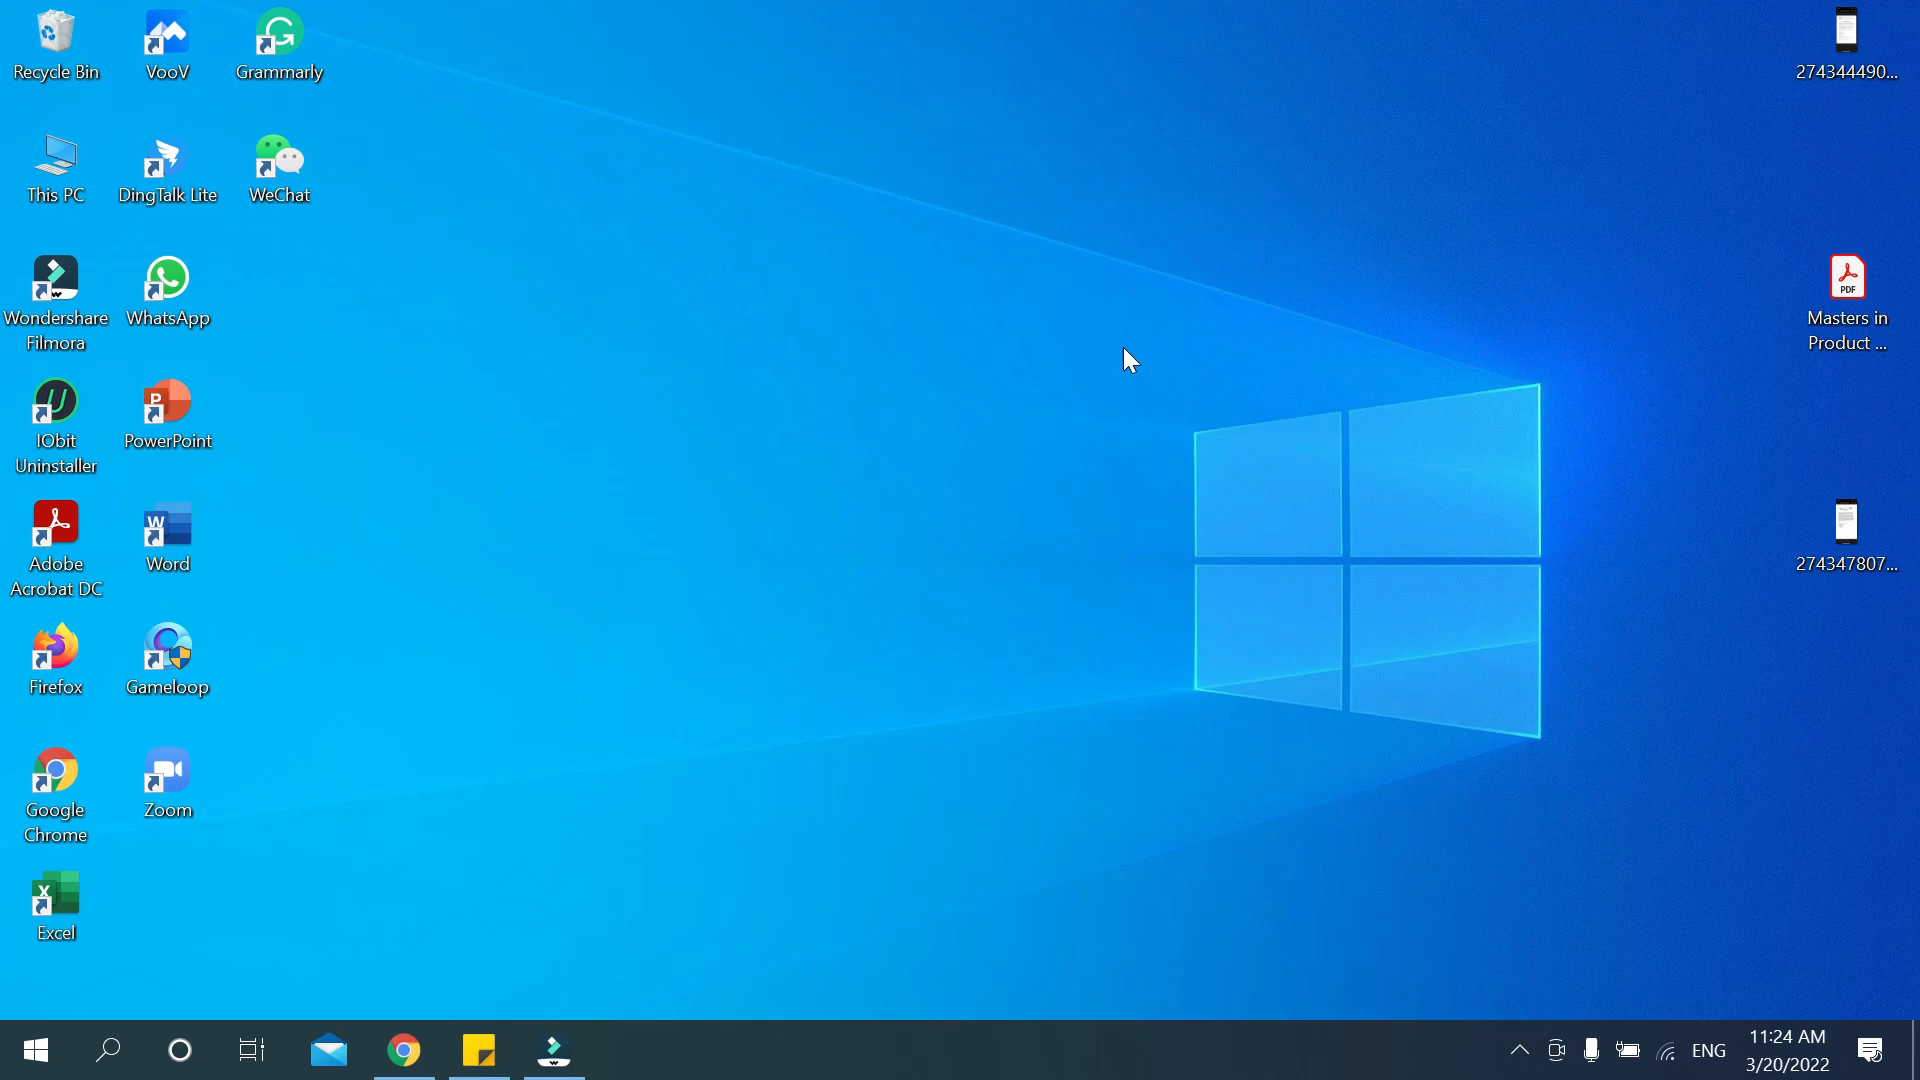 Recycle Bin
VooV
Grammarly
274344490...
This PC
DingTalk Lite
WeChat
Wondershare
Filmora
WhatsApp
PDF
Masters in
Product ...
IObit
Uninstaller
P
PowerPoint
Adobe
Acrobat DC
W
Word
274347807...
Firefox
Gameloop
Google
Chrome
Zoom
X
Excel
ENG
11:24 AM
3/20/2022